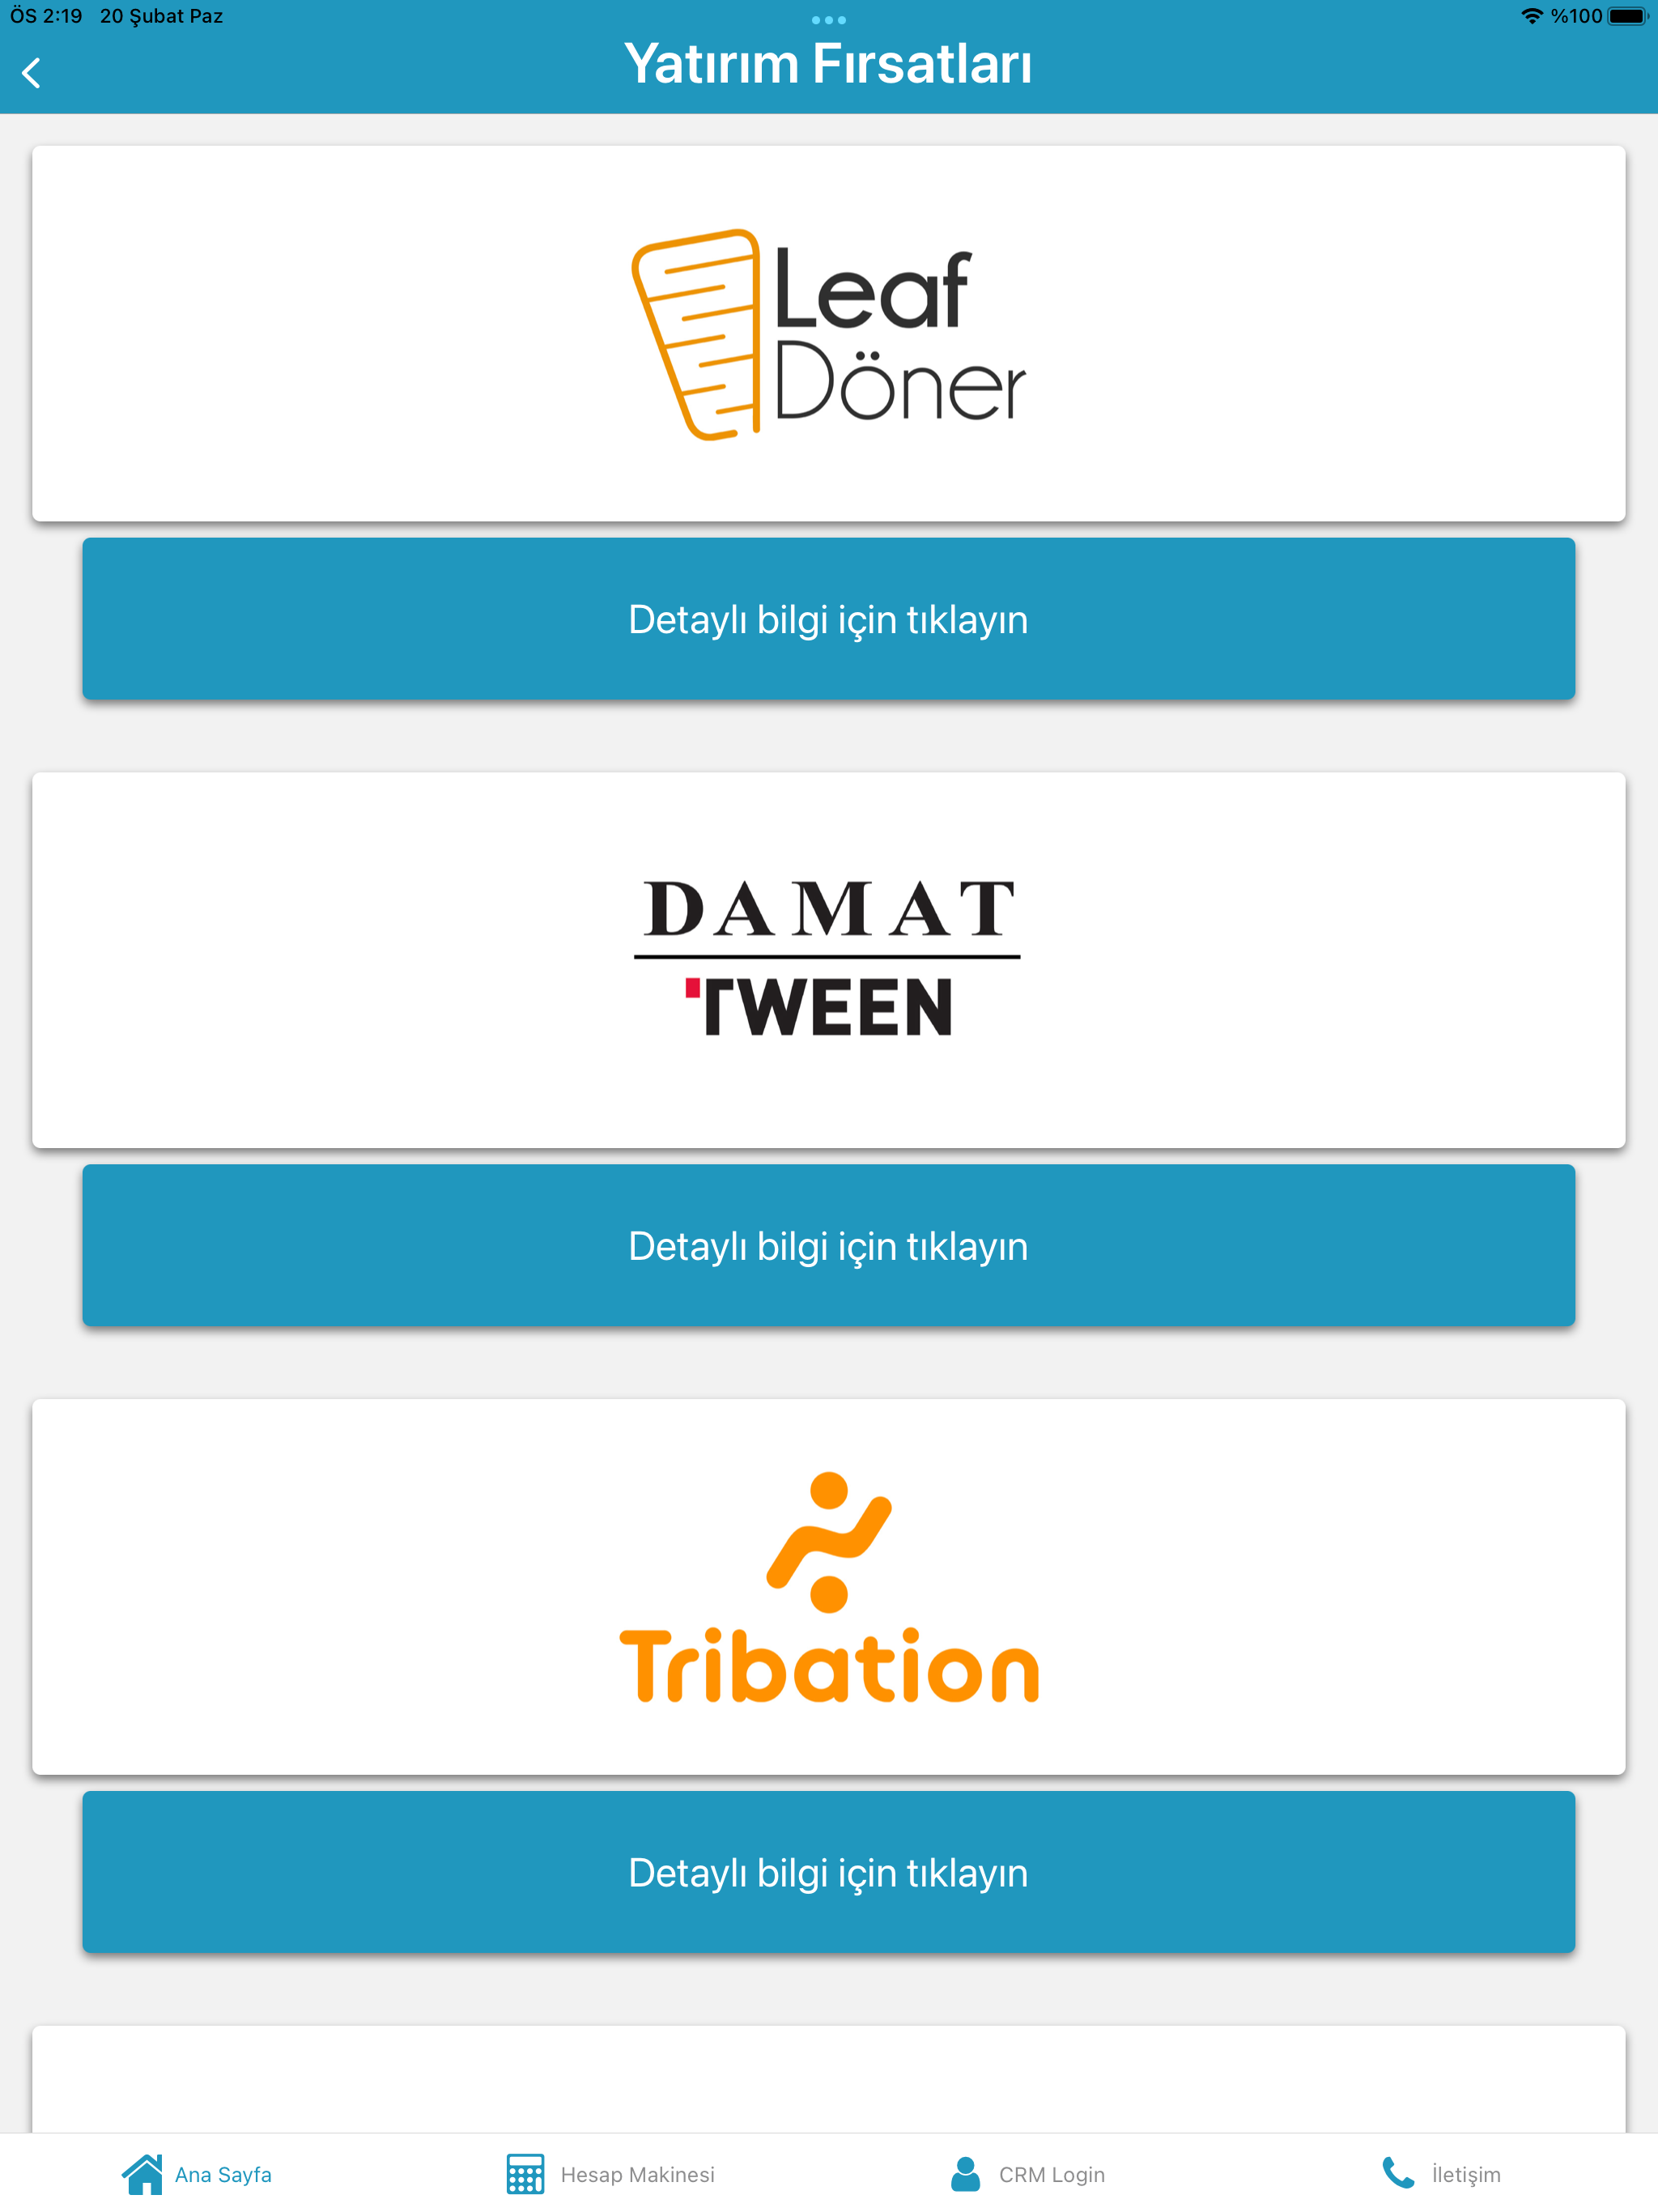 ÖS 2:19 20 Şubat Paz %100
Yatırım Fırsatları
Leaf
Döner
Detaylı bilgi için tıklayın
DAMAT
TWEEN
Detaylı bilgi için tıklayın
Tribation
Detaylı bilgi için tıklayın
Ana Sayfa Hesap Makinesi CRM Login İletişim